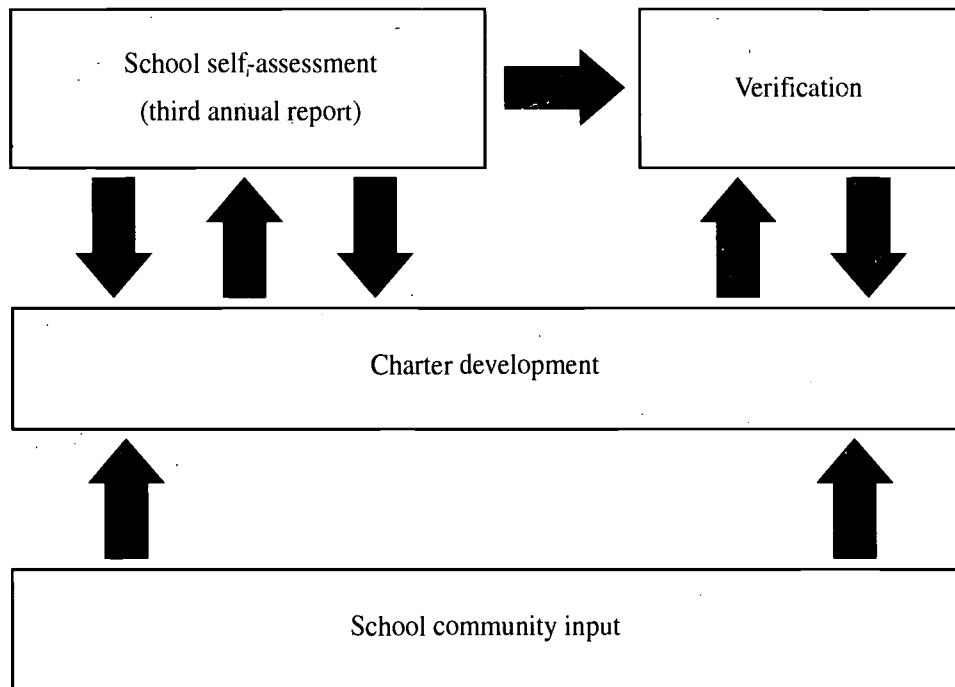 School self-assessment
(third annual report)
Verification
Charter development
School community input